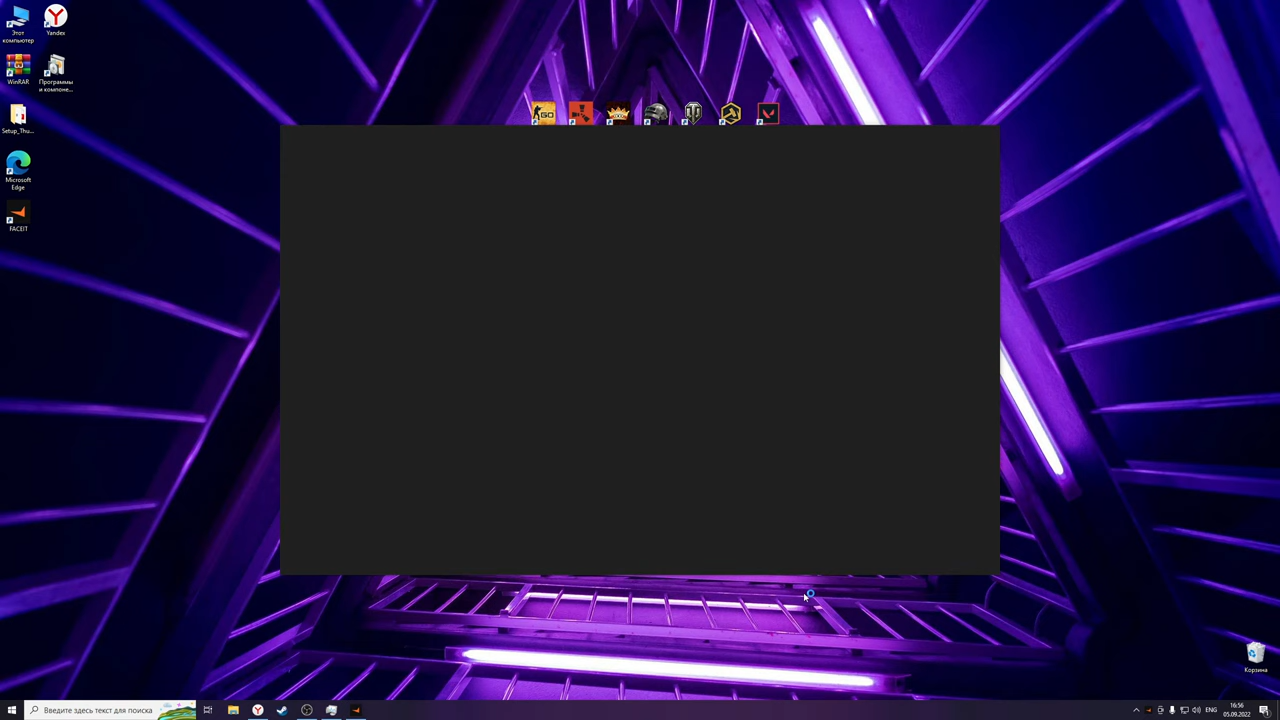 Этот
компьютер
Yandex
WinRAR
Программы
и компоне...
Setup_Thu...
Microsoft
Edge
FACEIT
GO
Корзина
Введите здесь текст для поиска
ENG
16:56
05.09.2022